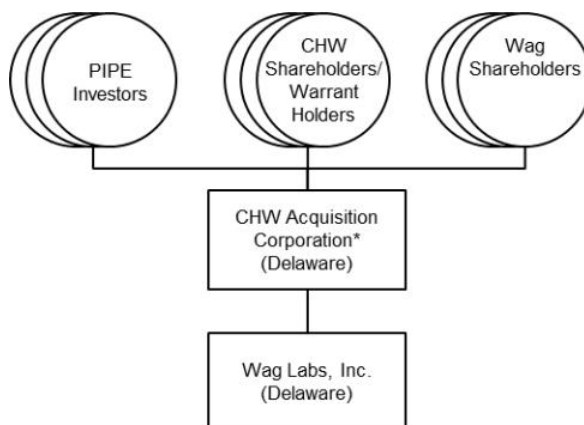 PIPE
Investors
CHW
Shareholders/
Warrant
Holders
Wag
Shareholders
CHW Acquisition
Corporation*
(Delaware)
Wag Labs, Inc.
(Delaware)